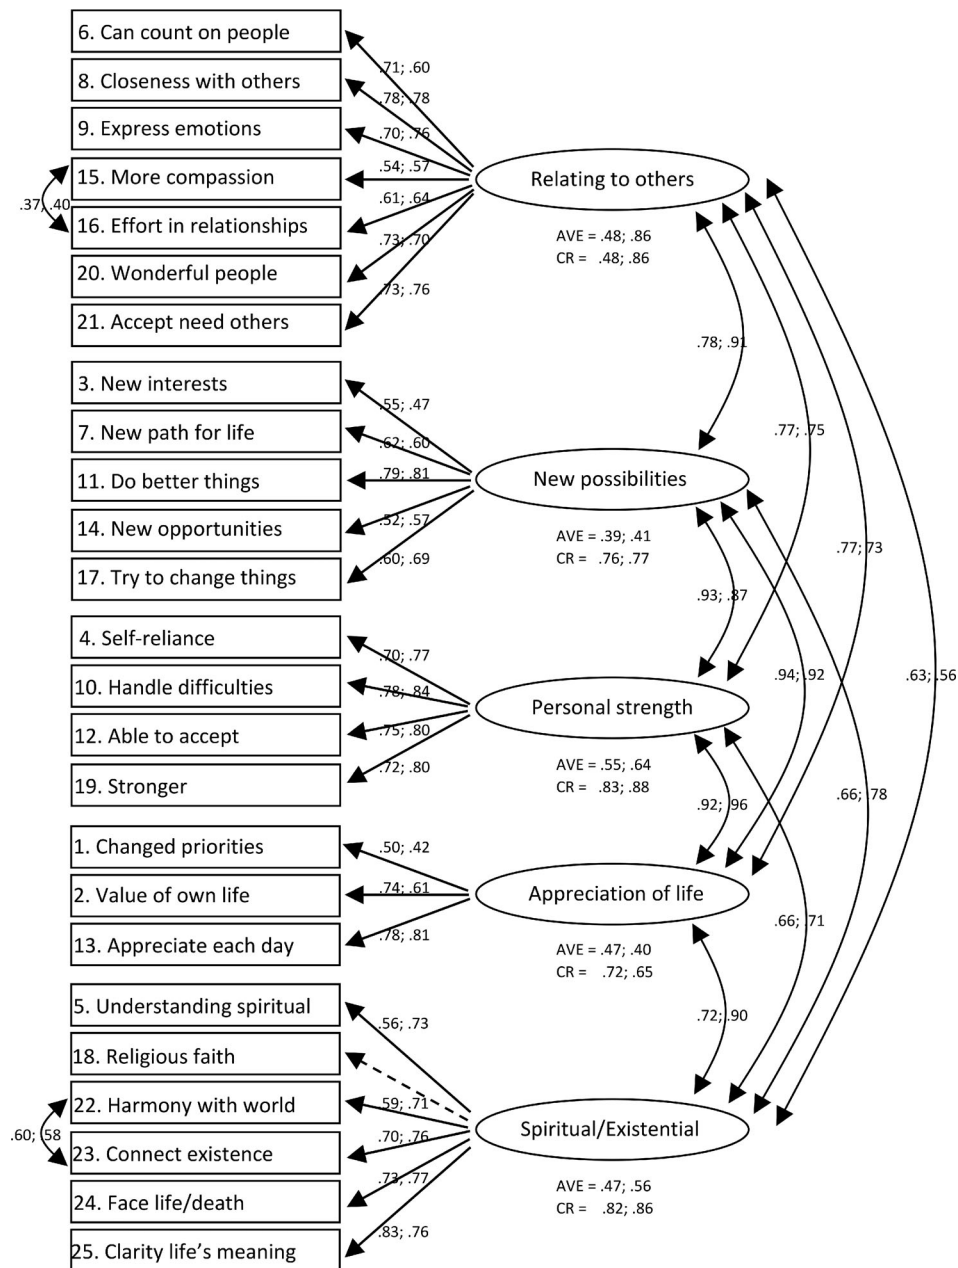 6. Can count on people
8. Closeness with others
9. Express emotions
15. More compassion
16. Effort in relationships
20. Wonderful people
21. Accept need others
.37; .40
.71; .60
.78; .78
.70; .76
.54; .57
.61; .64
.73; .70
.73; .76
Relating to others
AVE = .48; .86
CR = .48; .86
3. New interests
7. New path for life
11. Do better things
14. New opportunities
17. Try to change things
.55; .47
.62; .60
.79; .81
.52; .57
.60; .69
New possibilities
AVE = .39; .41
CR = .76; .77
4. Self-reliance
10. Handle difficulties
12. Able to accept
19. Stronger
.70; .77
.78; .84
.75; .80
.72; .80
Personal strength
AVE = .55; .64
CR = .83; .88
1. Changed priorities
2. Value of own life
13. Appreciate each day
.50; .42
.74; .61
.78; .81
Appreciation of life
AVE = .47; .40
CR = .72; .65
5. Understanding spiritual
18. Religious faith
22. Harmony with world
23. Connect existence
24. Face life/death
25. Clarity life's meaning
.60; .58
.56; .73
.59; .71
.70; .76
.73; .77
.83; .76
Spiritual/Existential
AVE = .47; .56
CR = .82; .86
.78; .91
.77; .75
.77; .73
.63; .56
.93; .87
.94; .92
.66; .78
.92; .96
.66; .71
.72; .90